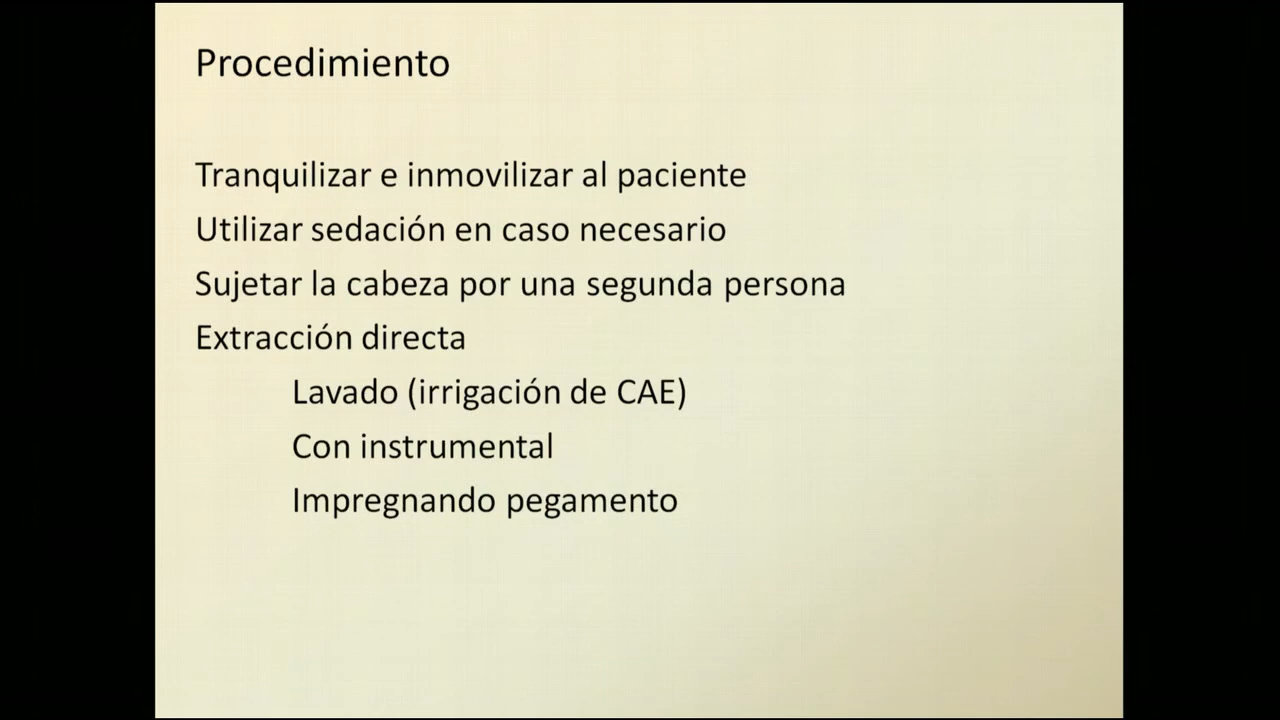 Procedimiento
Tranquilizar e inmovilizar al paciente
Utilizar sedación en caso necesario
Sujetar la cabeza por una segunda persona
Extracción directa
Lavado (irrigación de CAE)
Con instrumental
Impregnando pegamento